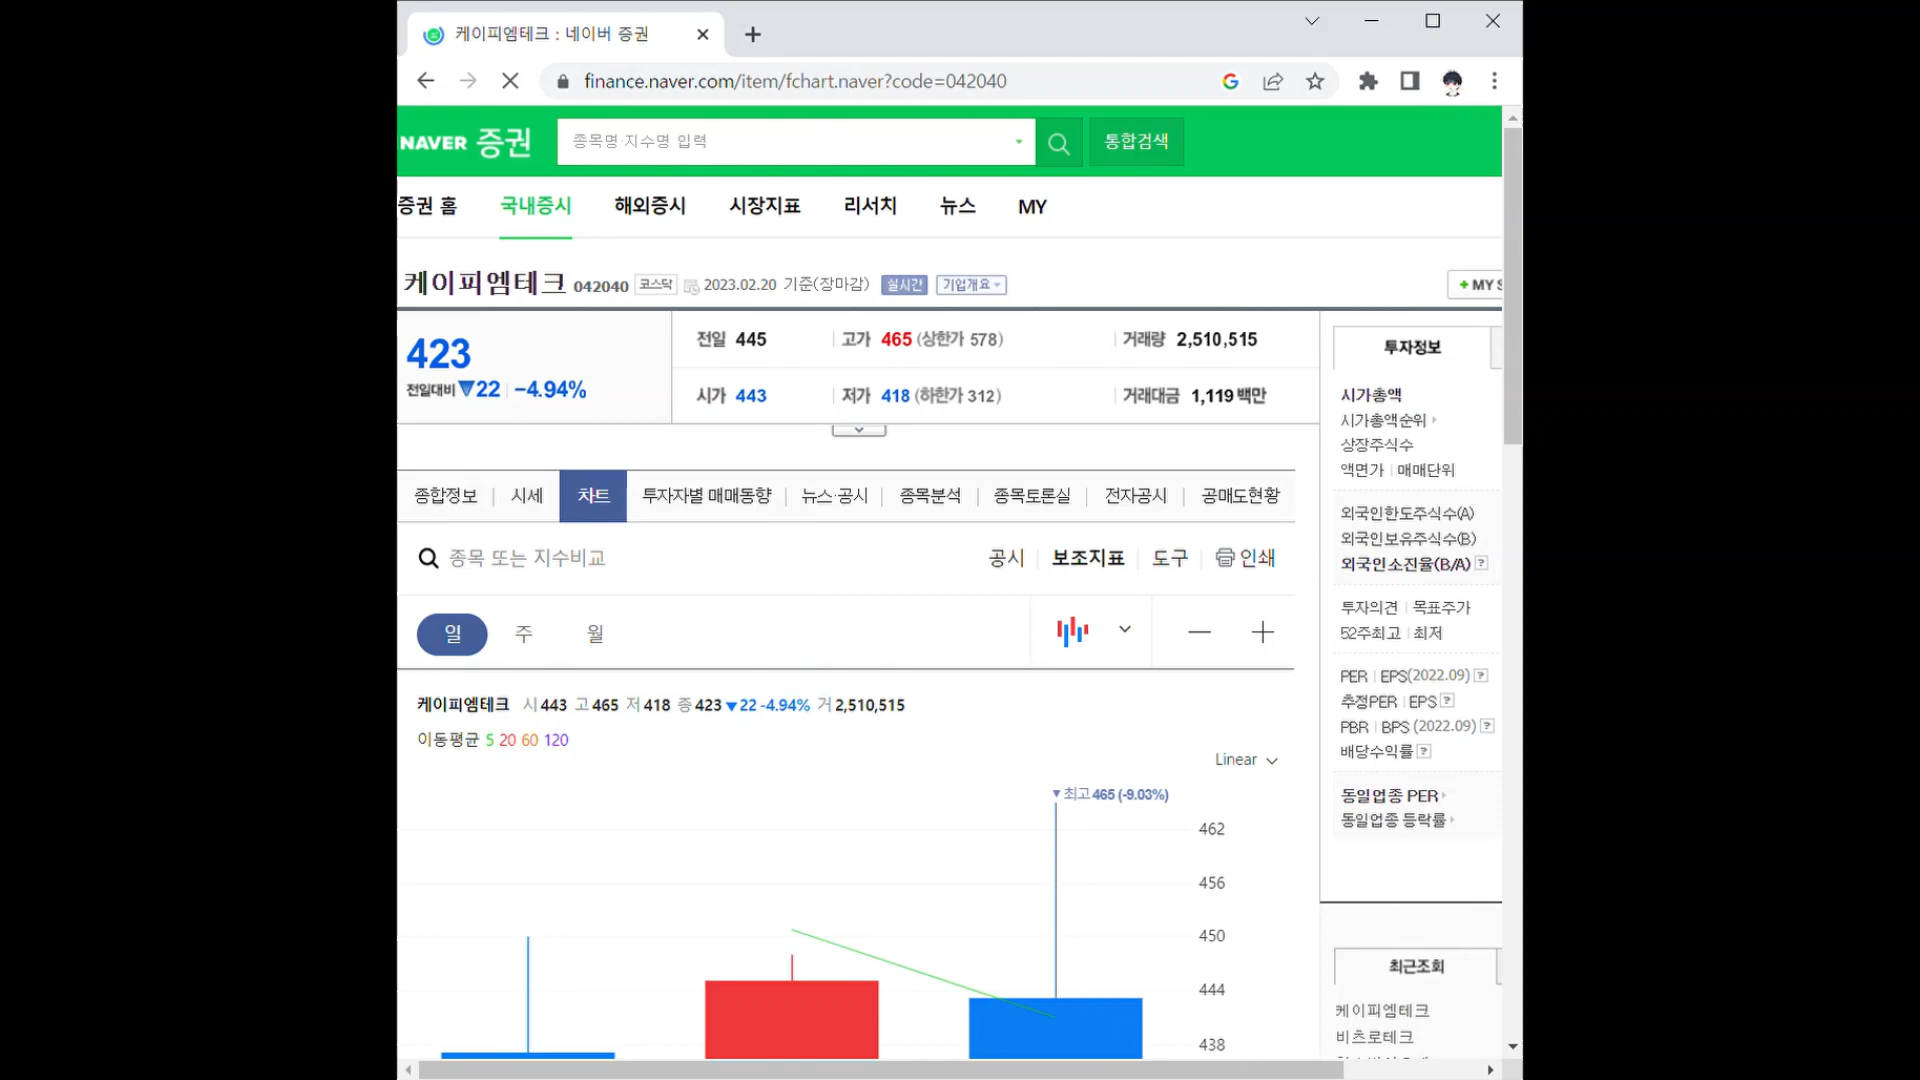 케이피엠테크 : 네이버 증권
finance.naver.com/item/fchart.naver?code=042040
NAVER 증권
종목명·지수명 입력
통합검색
증권 홈 국내증시 해외증시 시장지표 리서치 뉴스 MY
케이피엠테크 042040 코스닥 2023.02.20 기준(장마감) 실시간 기업개요
+ MY
423
전일대비 ▼22 -4.94%
전일 445 고가 465 (상한가 578) 거래량 2,510,515
시가 443 저가 418 (하한가 312) 거래대금 1,119 백만
종합정보 시세 차트 투자자별 매매동향 뉴스·공시 종목분석 종목토론실 전자공시 공매도현황
종목 또는 지수비교
공시 보조지표 도구 인쇄
일 주 월
케이피엠테크 시 443 고 465 저 418 종 423 ▼22 -4.94% 거 2,510,515
이동평균 5 20 60 120
Linear
▼최고 465 (-9.03%)
462
456
450
444
438
투자정보
시가총액
시가총액순위
상장주식수
액면가 | 매매단위
외국인한도주식수(A)
외국인보유주식수(B)
외국인소진율(B/A) ?
투자의견 | 목표주가
52주최고 | 최저
PER | EPS(2022.09) ?
추정PER | EPS ?
PBR | BPS (2022.09) ?
배당수익률 ?
동일업종 PER
동일업종 등락률
최근조회
케이피엠테크
비츠로테크